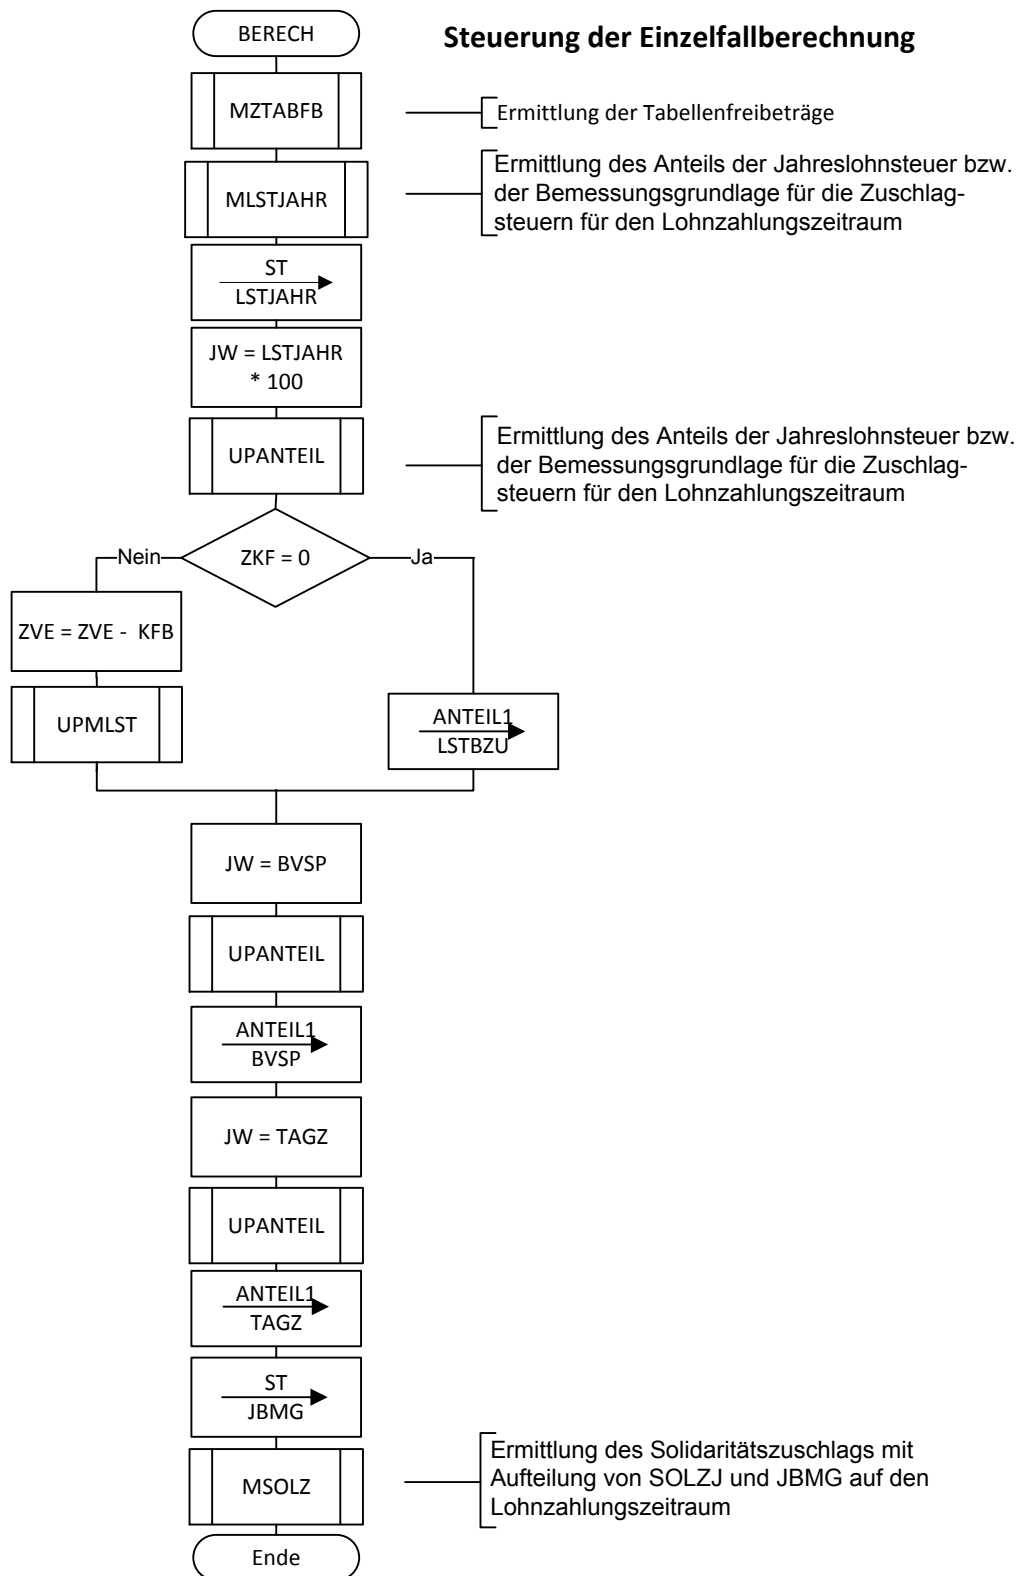 BERECH
Steuerung der Einzelfallberechnung
MZTABFB
Ermittlung der Tabellenfreibeträge
MLSTJAHR
Ermittlung des Anteils der Jahreslohnsteuer bzw.
der Bemessungsgrundlage für die Zuschlag-
steuern für den Lohnzahlungszeitraum
ST
LSTJAHR
JW = LSTJAHR
* 100
UPANTEIL
Ermittlung des Anteils der Jahreslohnsteuer bzw.
der Bemessungsgrundlage für die Zuschlag-
steuern für den Lohnzahlungszeitraum
Nein
ZKF = 0
Ja
ZVE = ZVE - KFB
UPMLST
ANTEIL1
LSTBZU
JW = BVSP
UPANTEIL
ANTEIL1
BVSP
JW = TAGZ
UPANTEIL
ANTEIL1
TAGZ
ST
JBMG
MSOLZ
Ermittlung des Solidaritätszuschlags mit
Aufteilung von SOLZJ und JBMG auf den
Lohnzahlungszeitraum
Ende